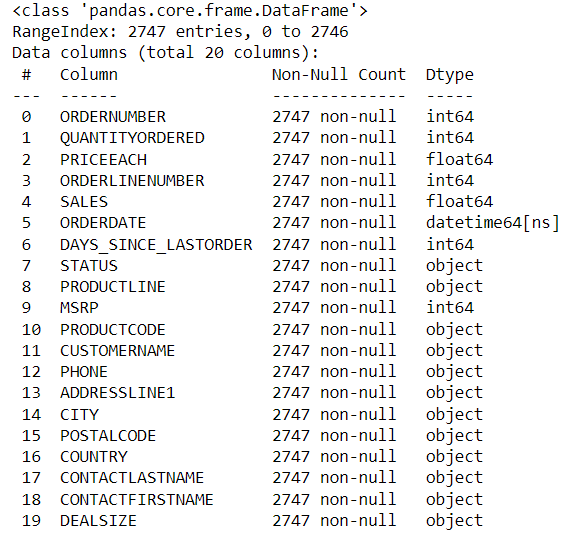 <class 'pandas.core.frame.DataFrame'>
RangeIndex: 2747 entries, 0 to 2746
Data columns (total 20 columns):
 #   Column              Non-Null Count  Dtype
---  ------              --------------  -----
 0   ORDERNUMBER         2747 non-null   int64
 1   QUANTITYORDERED     2747 non-null   int64
 2   PRICEEACH           2747 non-null   float64
 3   ORDERLINENUMBER     2747 non-null   int64
 4   SALES               2747 non-null   float64
 5   ORDERDATE           2747 non-null   datetime64[ns]
 6   DAYS_SINCE_LASTORDER  2747 non-null   int64
 7   STATUS              2747 non-null   object
 8   PRODUCTLINE         2747 non-null   object
 9   MSRP                2747 non-null   int64
 10  PRODUCTCODE         2747 non-null   object
 11  CUSTOMERNAME        2747 non-null   object
 12  PHONE               2747 non-null   object
 13  ADDRESSLINE1        2747 non-null   object
 14  CITY                2747 non-null   object
 15  POSTALCODE          2747 non-null   object
 16  COUNTRY             2747 non-null   object
 17  CONTACTLASTNAME     2747 non-null   object
 18  CONTACTFIRSTNAME    2747 non-null   object
 19  DEALSIZE            2747 non-null   object